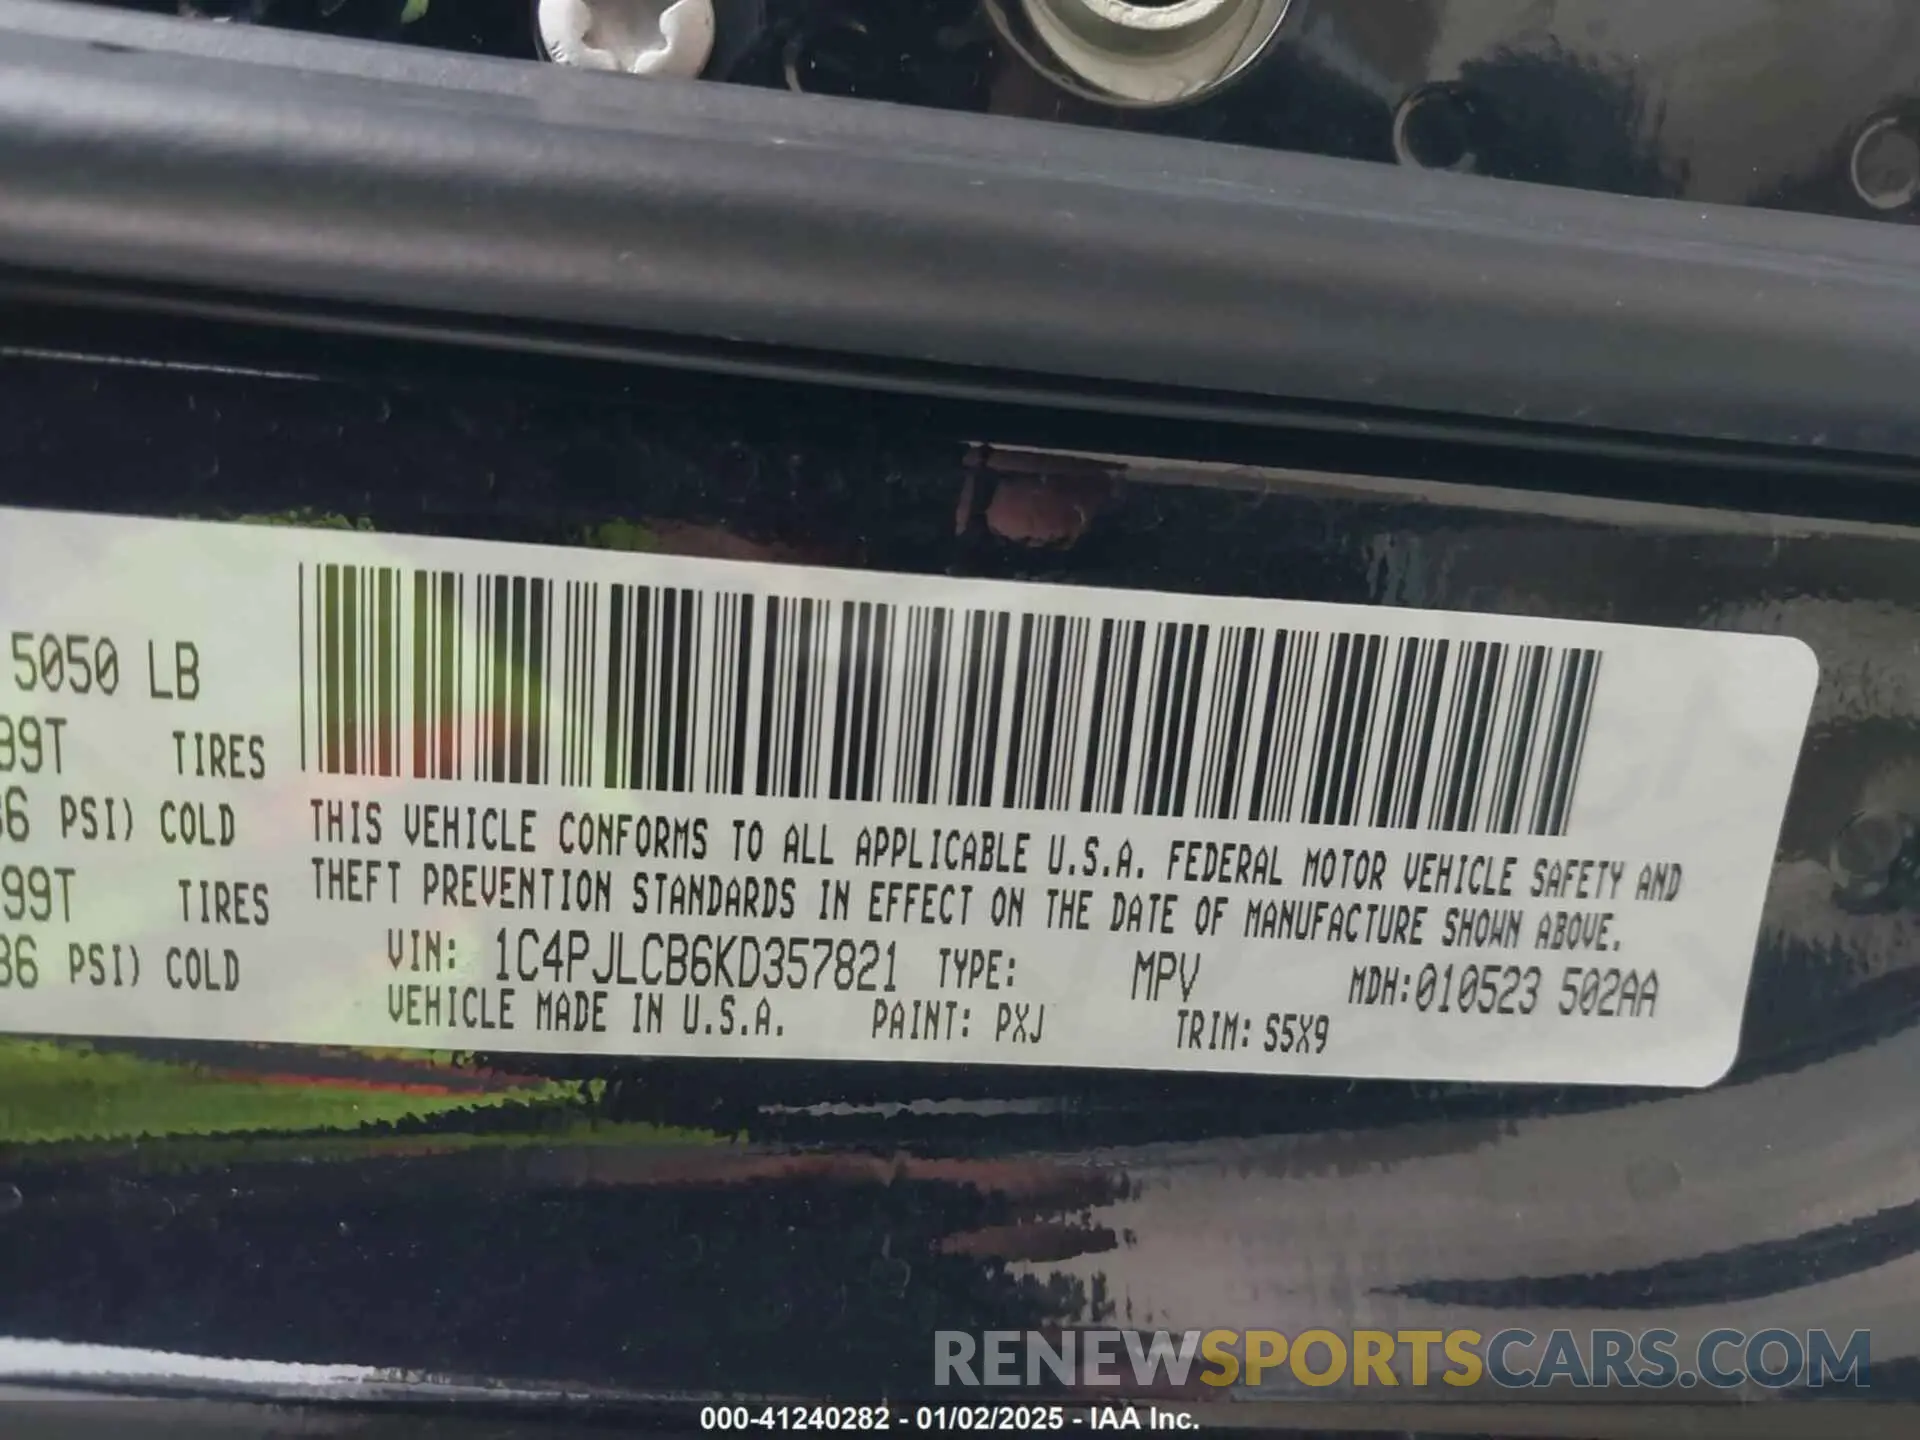 5050 LB
99T TIRES
36 PSI) COLD
99T TIRES
36 PSI) COLD
THIS VEHICLE CONFORMS TO ALL APPLICABLE U.S.A. FEDERAL MOTOR VEHICLE SAFETY AND
THEFT PREVENTION STANDARDS IN EFFECT ON THE DATE OF MANUFACTURE SHOWN ABOVE.
VIN: 1C4PJLCB6KD357821 TYPE: MPV MDH:010523 502AA
VEHICLE MADE IN U.S.A. PAINT: PXJ TRIM: S5X9
RENEWSPORTSCARS.COM
000-41240282 - 01/02/2025 - IAA Inc.